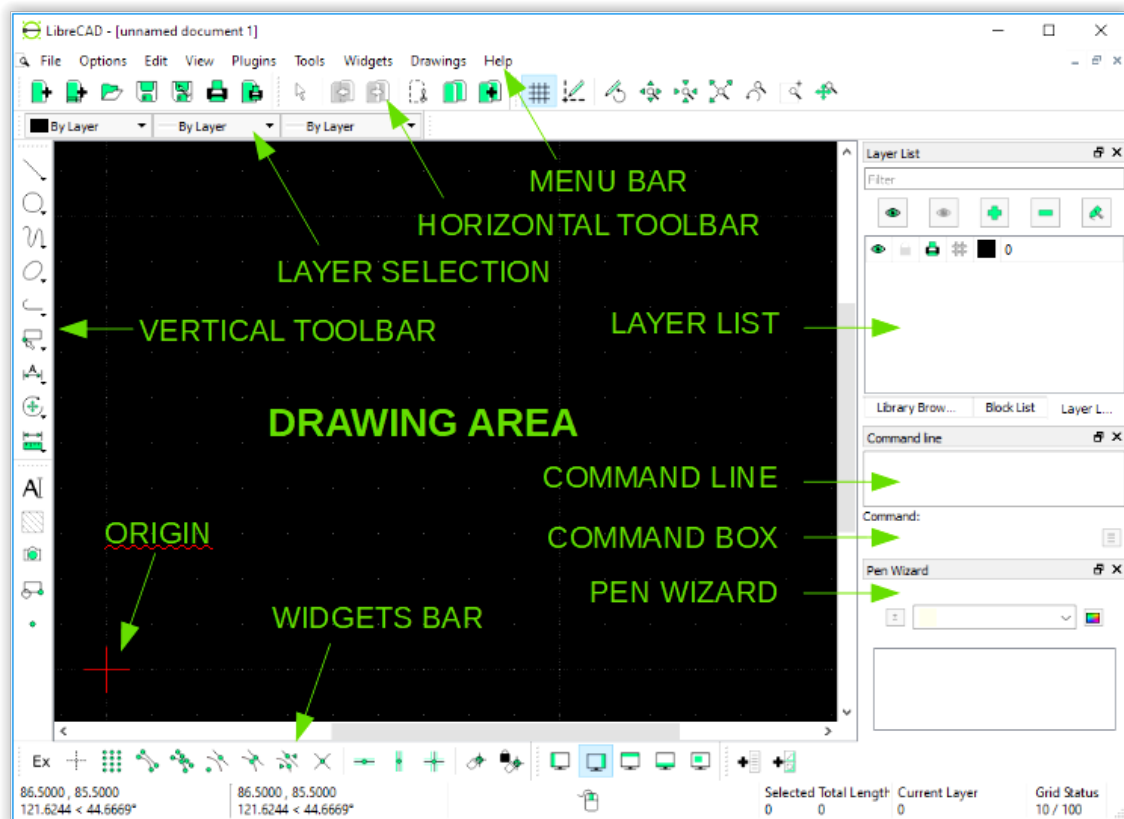 LibreCAD - [unnamed document 1]
File Options Edit View Plugins Tools Widgets Drawings Help
By Layer By Layer By Layer
Layer List
Filter
MENU BAR
HORIZONTAL TOOLBAR
LAYER SELECTION
0
VERTICAL TOOLBAR
LAYER LIST
Library Brow... Block List Layer L...
DRAWING AREA
Command line
COMMAND LINE
Command:
COMMAND BOX
ORIGIN
Pen Wizard
PEN WIZARD
WIDGETS BAR
A
Ex
86.5000 , 85.5000 86.5000 , 85.5000 Selected Total Length Current Layer Grid Status
121.6244 < 44.6669° 121.6244 < 44.6669° 0 0 0 10 / 100